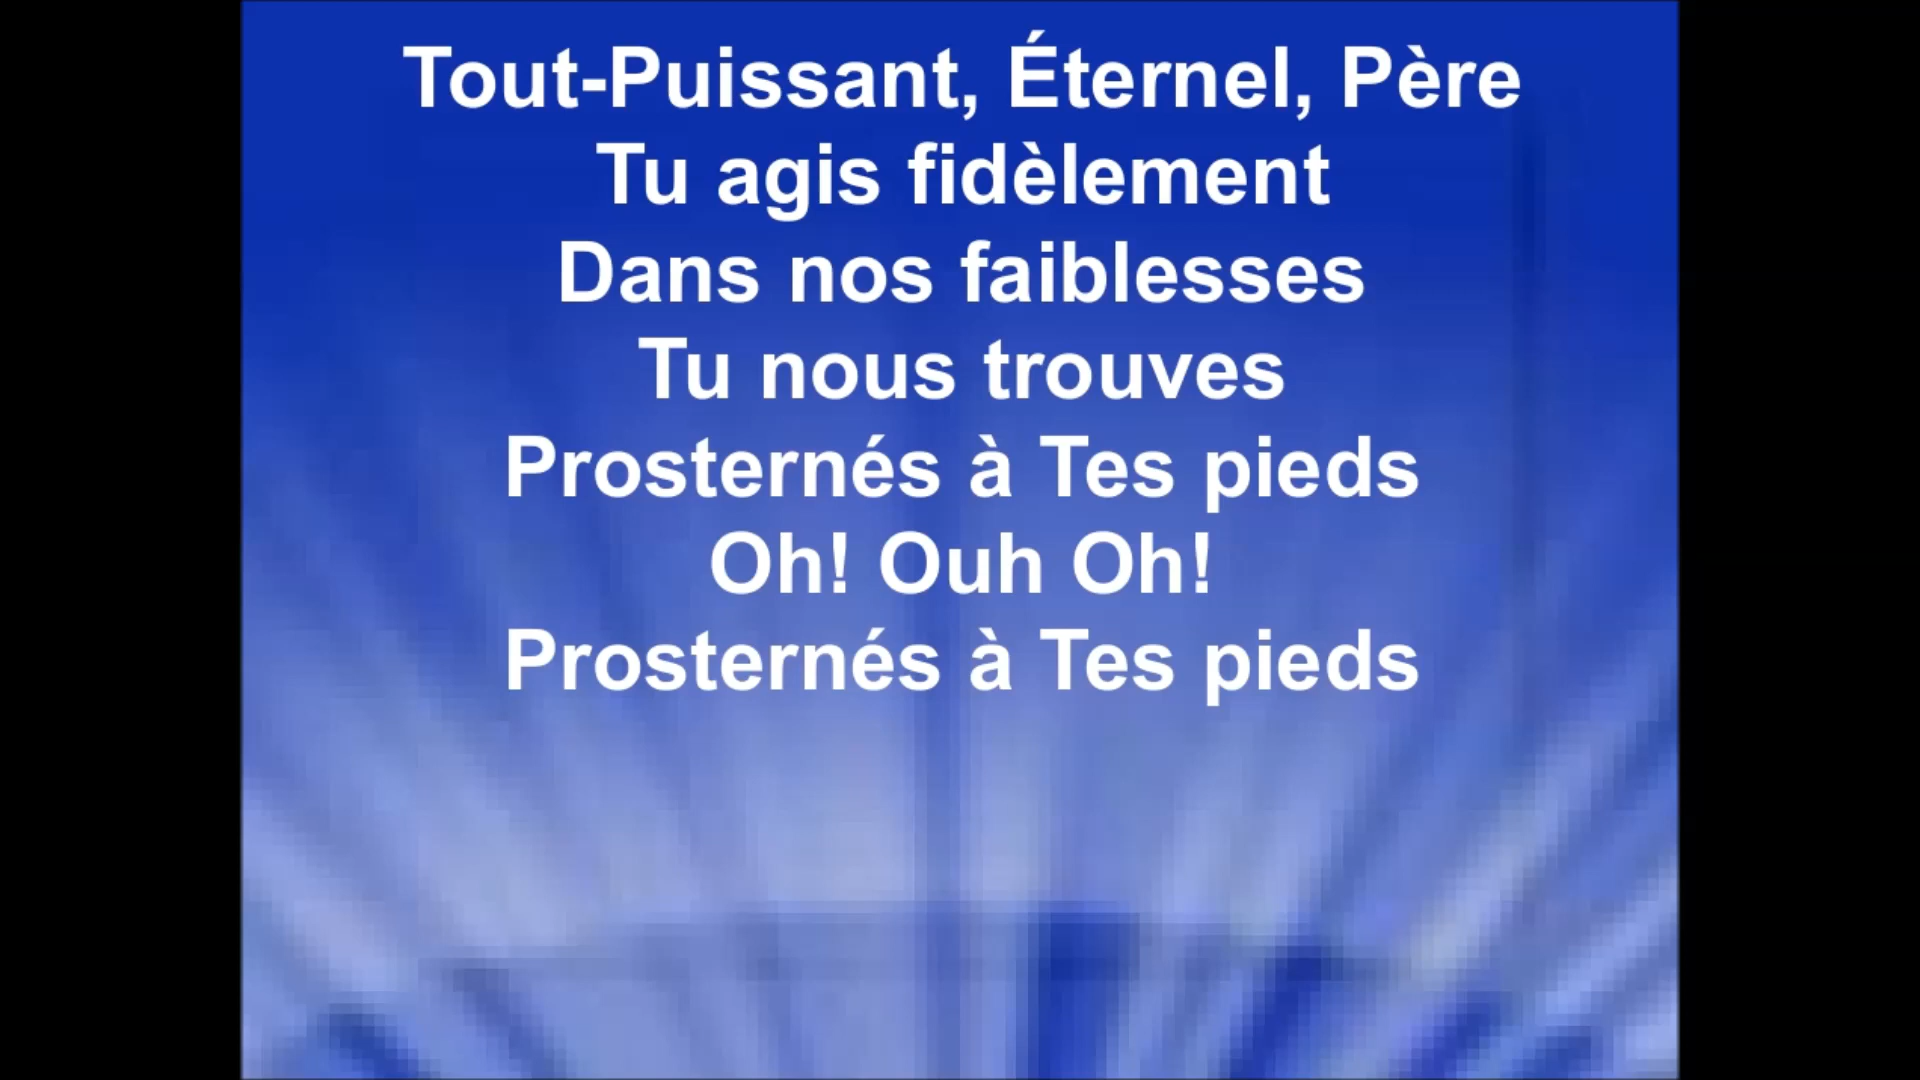 Tout-Puissant, Éternel, Père
Tu agis fidèlement
Dans nos faiblesses
Tu nous trouves
Prosternés à Tes pieds
Oh! Ouh Oh!
Prosternés à Tes pieds